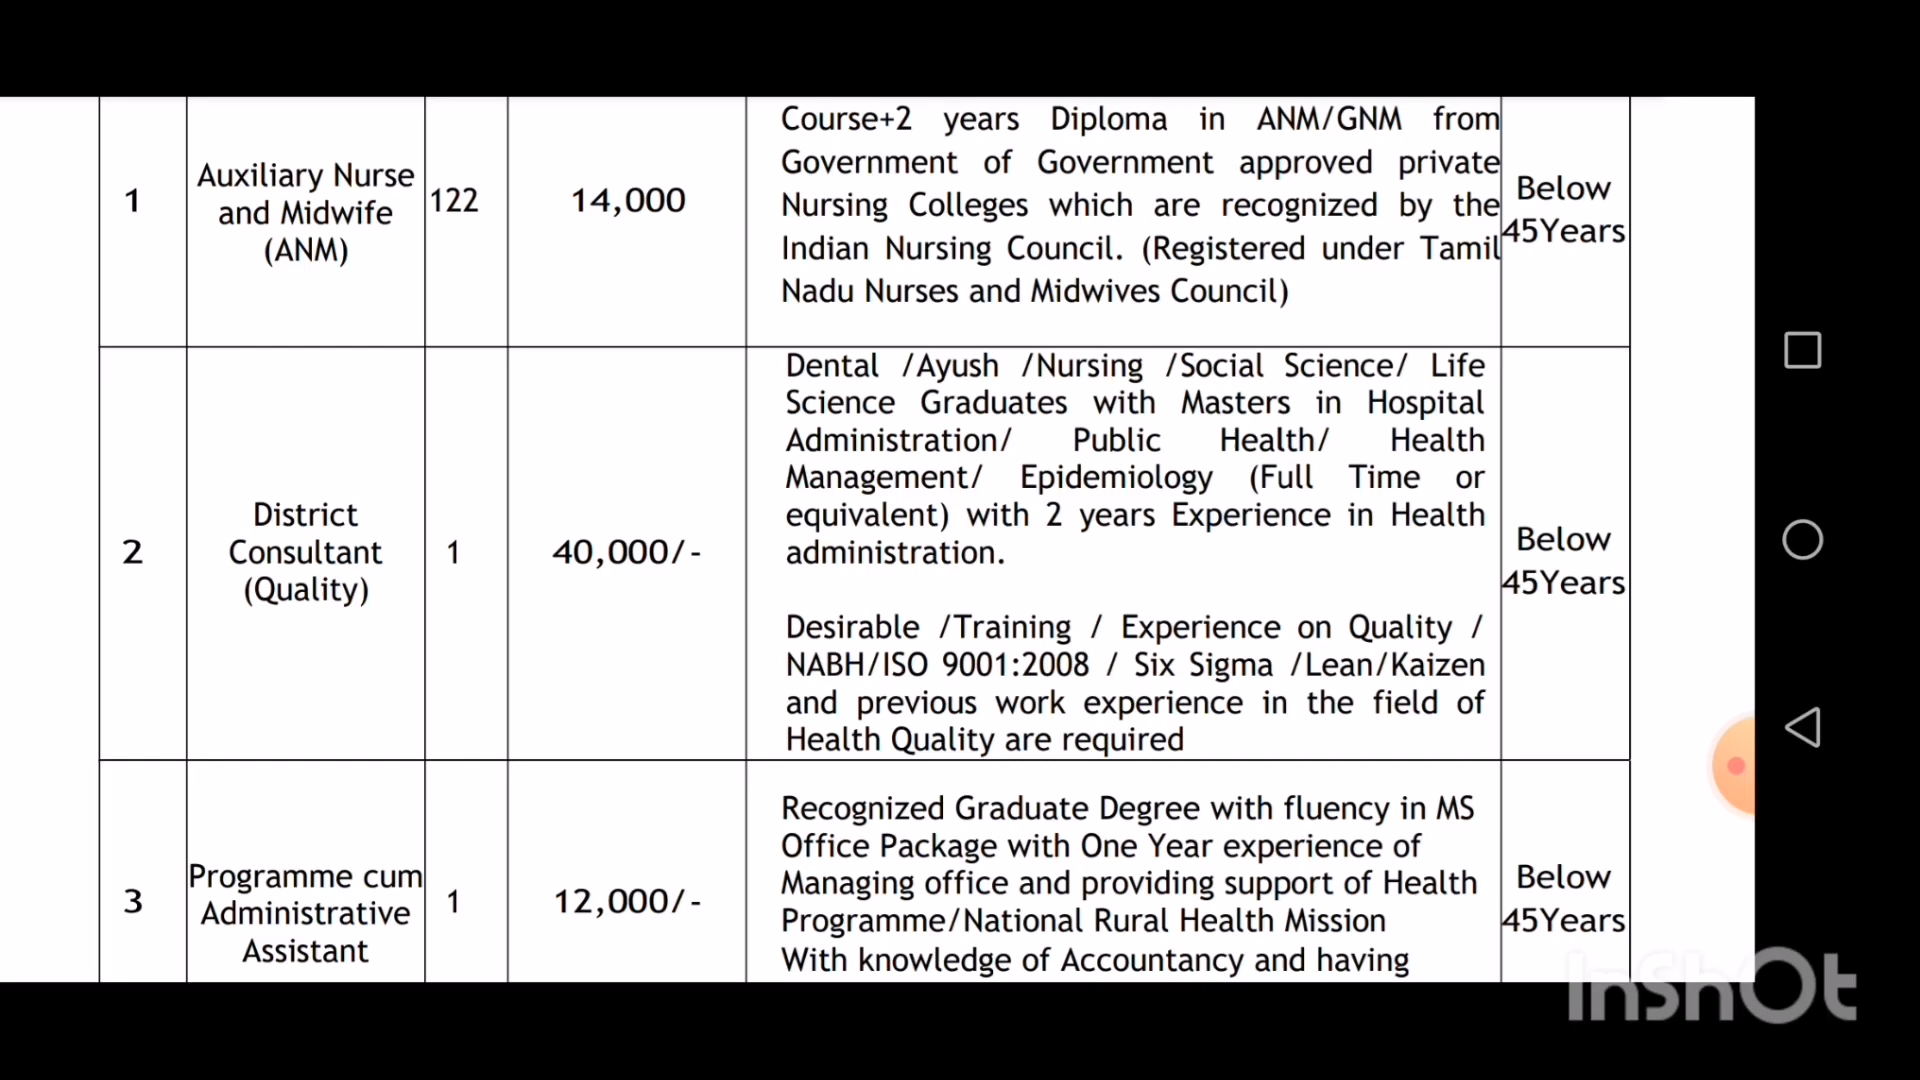 1
Auxiliary Nurse
and Midwife
(ANM)
122
14,000
Course+2 years Diploma in ANM/GNM from
Government of Government approved private
Nursing Colleges which are recognized by the
Indian Nursing Council. (Registered under Tamil
Nadu Nurses and Midwives Council)
Below
45Years
2
District
Consultant
(Quality)
1
40,000/-
Dental /Ayush /Nursing /Social Science/ Life
Science Graduates with Masters in Hospital
Administration/ Public Health/ Health
Management/ Epidemiology (Full Time or
equivalent) with 2 years Experience in Health
administration.
Desirable /Training / Experience on Quality /
NABH/ISO 9001:2008 / Six Sigma /Lean/Kaizen
and previous work experience in the field of
Health Quality are required
Below
45Years
3
Programme cum
Administrative
Assistant
1
12,000/-
Recognized Graduate Degree with fluency in MS
Office Package with One Year experience of
Managing office and providing support of Health
Programme/National Rural Health Mission
With knowledge of Accountancy and having
Below
45Years
InShOt